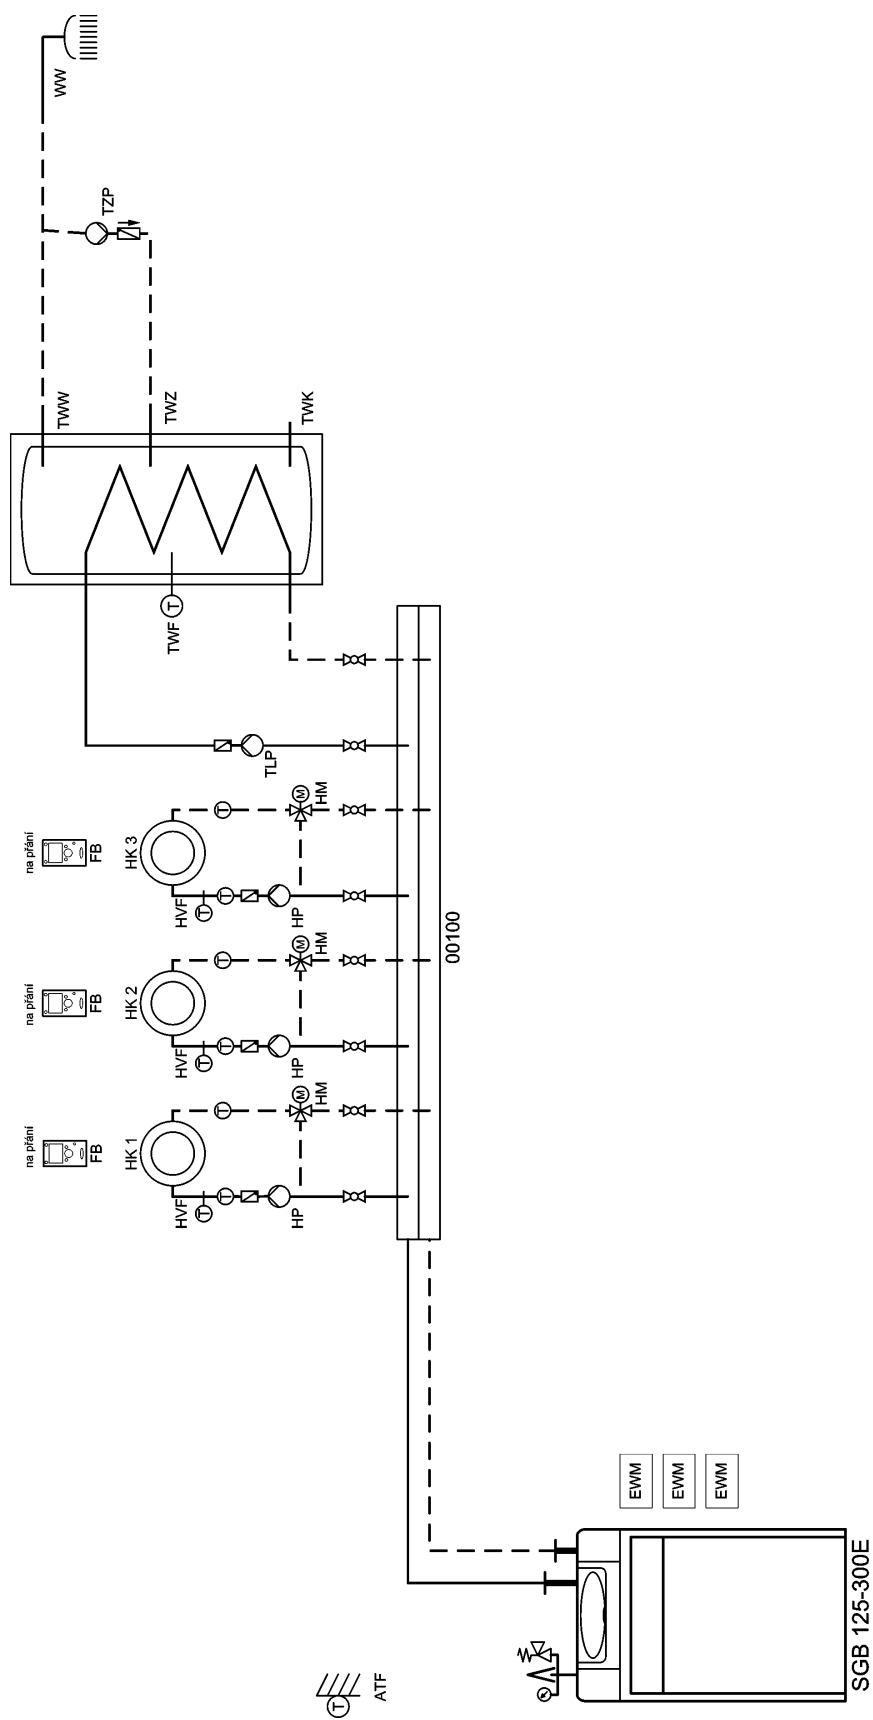 WW
TZP
TWW
TWZ
TWK
T
TWF
TLP
na přání
FB
HK 3
HVF
T
T
T
HP
M
HM
na přání
FB
HK 2
HVF
T
T
T
HP
M
HM
na přání
FB
HK 1
HVF
T
T
T
HP
M
HM
00100
EWM
EWM
EWM
SGB 125-300E
T
ATF